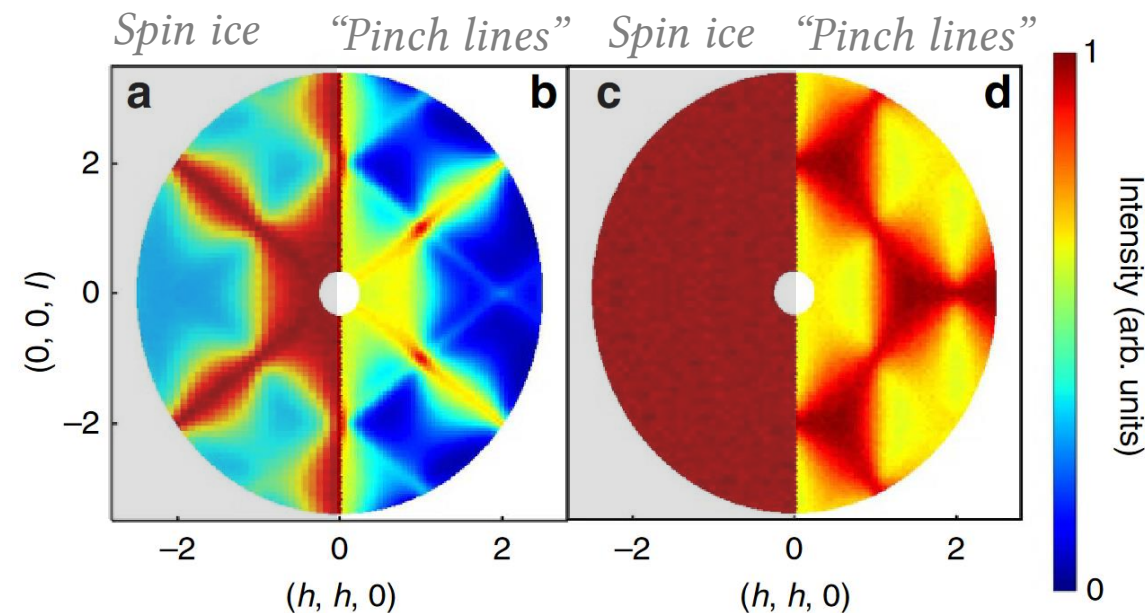 Spin ice “Pinch lines” Spin ice “Pinch lines”
a b c d
1
2
0
−2
(0, 0, l)
−2 0 2 −2 0 2
(h, h, 0) (h, h, 0)
0
Intensity (arb. units)